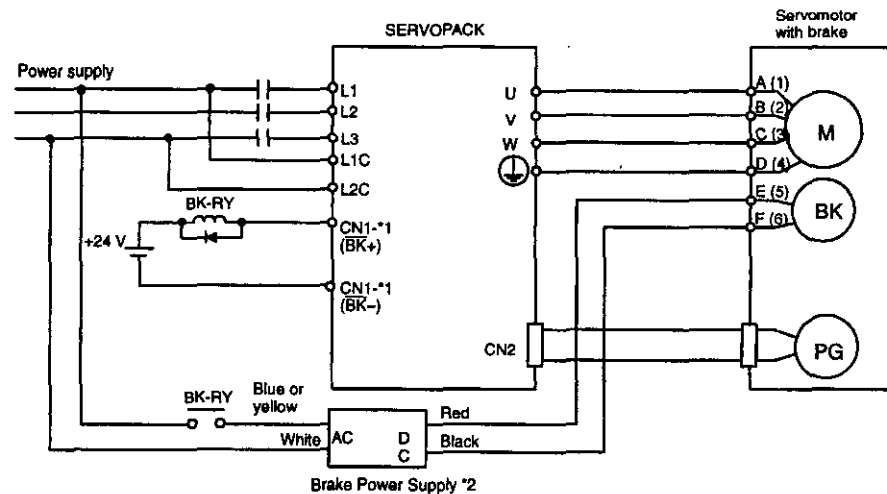 SERVOPACK
Servomotor
with brake
Power supply
L1
L2
L3
L1C
L2C
U
V
W
A (1)
B (2)
C (3)
D (4)
E (5)
F (6)
M
BK
BK-RY
+24 V
CN1-*1
(BK+)
CN1-*1
(BK−)
CN2
PG
BK-RY
Blue or
yellow
White
AC
D
C
Red
Black
Brake Power Supply *2